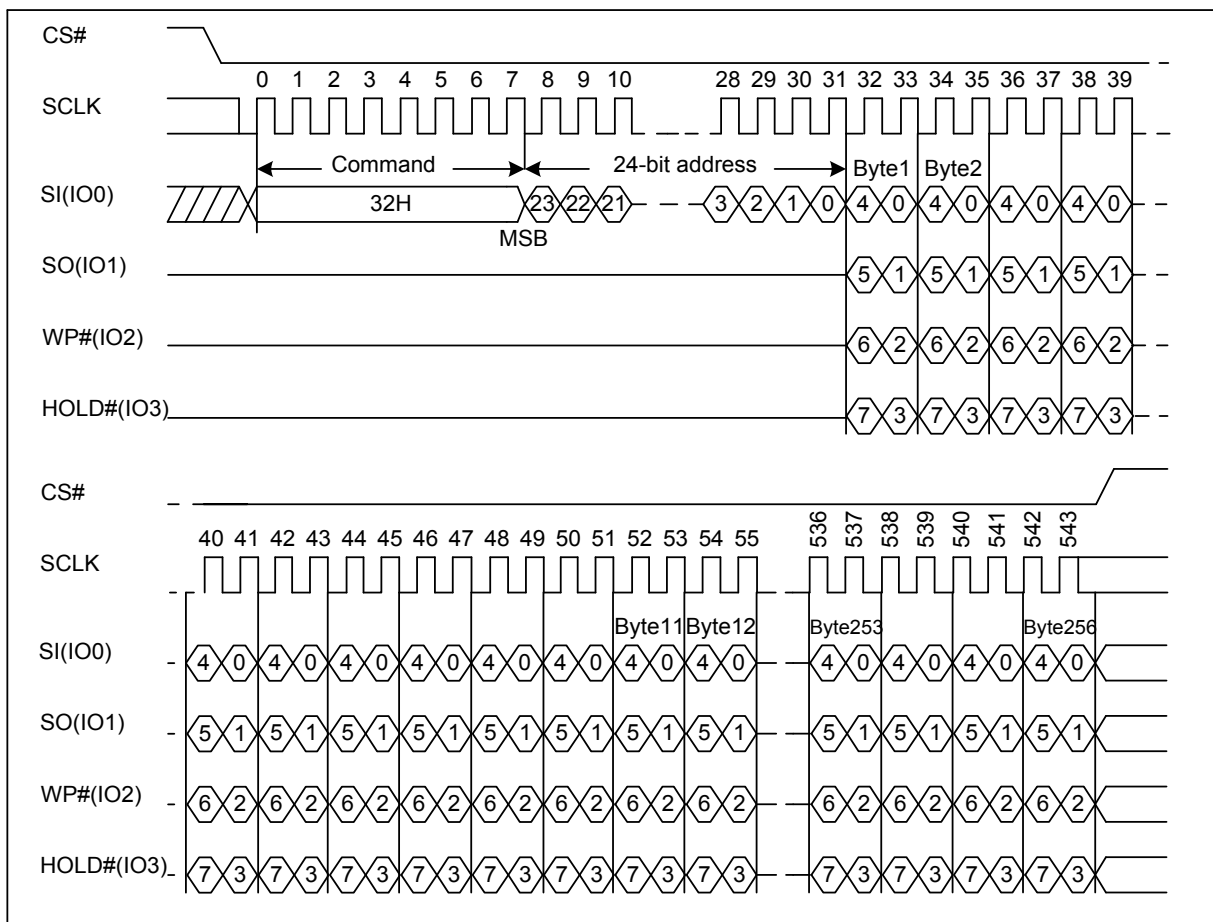 CS#
0 1 2 3 4 5 6 7 8 9 10 28 29 30 31 32 33 34 35 36 37 38 39
SCLK
Command 24-bit address Byte1 Byte2
SI(IO0) 32H 23 22 21 3 2 1 0 4 0 4 0 4 0 4 0
MSB
SO(IO1) 5 1 5 1 5 1 5 1
WP#(IO2) 6 2 6 2 6 2 6 2
HOLD#(IO3) 7 3 7 3 7 3 7 3
CS#
40 41 42 43 44 45 46 47 48 49 50 51 52 53 54 55 536 537 538 539 540 541 542 543
SCLK
Byte11 Byte12 Byte253 Byte256
SI(IO0) 4 0 4 0 4 0 4 0 4 0 4 0 4 0 4 0 4 0 4 0 4 0 4 0
SO(IO1) 5 1 5 1 5 1 5 1 5 1 5 1 5 1 5 1 5 1 5 1 5 1 5 1
WP#(IO2) 6 2 6 2 6 2 6 2 6 2 6 2 6 2 6 2 6 2 6 2 6 2 6 2
HOLD#(IO3) 7 3 7 3 7 3 7 3 7 3 7 3 7 3 7 3 7 3 7 3 7 3 7 3